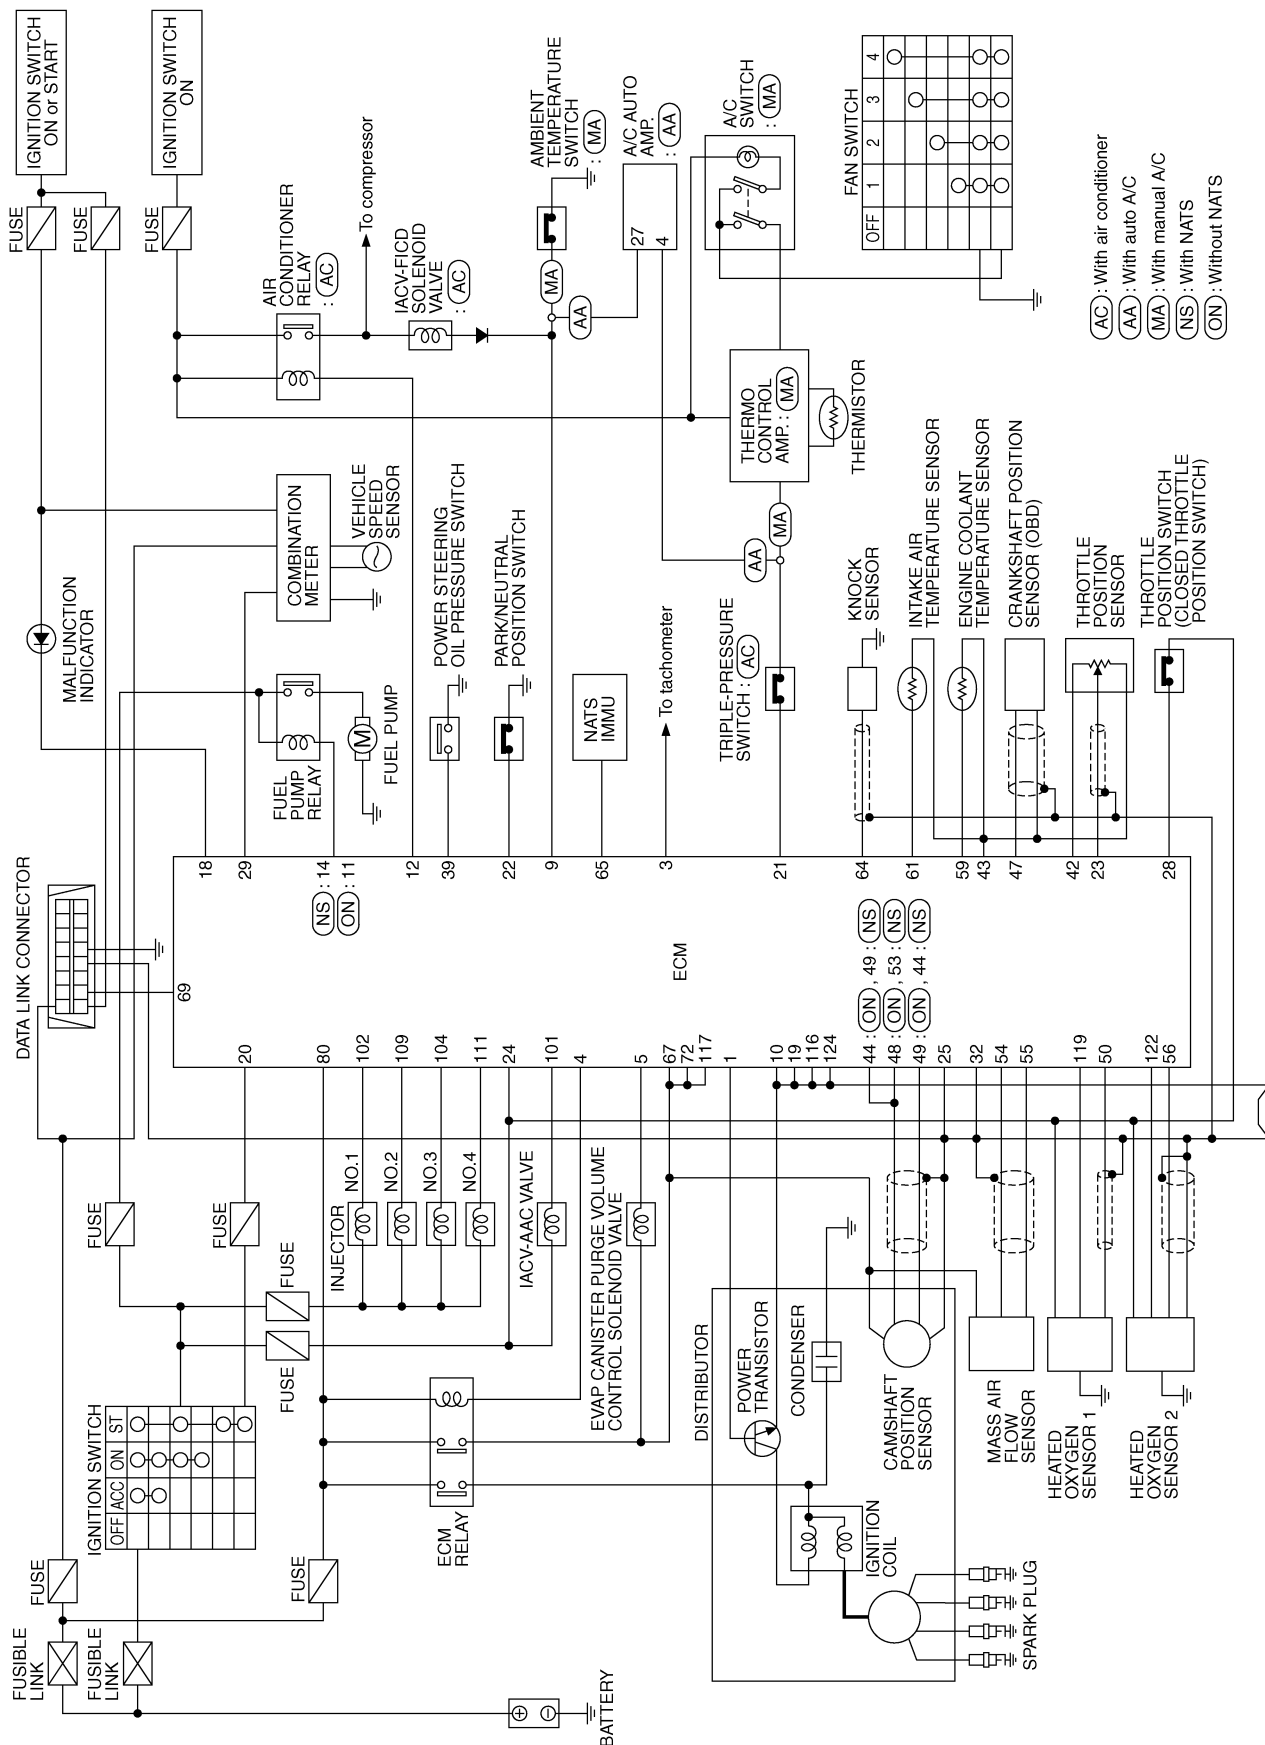 BATTERY
FUSIBLE
LINK
FUSIBLE
LINK
FUSE
FUSE
IGNITION SWITCH
OFF
ACC
ON
ST
FUSE
FUSE
FUSE
FUSE
ECM
RELAY
INJECTOR
NO.1
NO.2
NO.3
NO.4
IACV-AAC VALVE
EVAP CANISTER PURGE VOLUME
CONTROL SOLENOID VALVE
DISTRIBUTOR
POWER
TRANSISTOR
CONDENSER
IGNITION
COIL
SPARK PLUG
CAMSHAFT
POSITION
SENSOR
MASS AIR
FLOW
SENSOR
HEATED
OXYGEN
SENSOR 1
HEATED
OXYGEN
SENSOR 2
DATA LINK CONNECTOR
69
20
80
102
109
104
111
24
101
4
5
67
72
117
1
10
19
116
124
44 : ON , 49 : NS
48 : ON , 53 : NS
49 : ON , 44 : NS
25
32
54
55
119
50
122
56
ECM
18
29
NS : 14
ON : 11
12
39
22
9
65
3
21
64
61
59
43
47
42
23
28
MALFUNCTION
INDICATOR
FUEL
PUMP
RELAY
M
FUEL PUMP
COMBINATION
METER
VEHICLE
SPEED
SENSOR
POWER STEERING
OIL PRESSURE SWITCH
PARK/NEUTRAL
POSITION SWITCH
NATS
IMMU
To tachometer
TRIPLE-PRESSURE
SWITCH : AC
AA
MA
KNOCK
SENSOR
INTAKE AIR
TEMPERATURE SENSOR
ENGINE COOLANT
TEMPERATURE SENSOR
CRANKSHAFT POSITION
SENSOR (OBD)
THROTTLE
POSITION
SENSOR
THROTTLE
POSITION SWITCH
(CLOSED THROTTLE
POSITION SWITCH)
THERMO
CONTROL
AMP. : MA
THERMISTOR
FUSE
FUSE
FUSE
IGNITION SWITCH
ON or START
IGNITION SWITCH
ON
AIR
CONDITIONER
RELAY
: AC
To compressor
IACV-FICD
SOLENOID
VALVE
: AC
MA
AA
AMBIENT
TEMPERATURE
SWITCH
: MA
A/C AUTO
AMP.
: AA
27
4
A/C
SWITCH
: MA
FAN SWITCH
OFF
1
2
3
4
AC : With air conditioner
AA : With auto A/C
MA : With manual A/C
NS : With NATS
ON : Without NATS